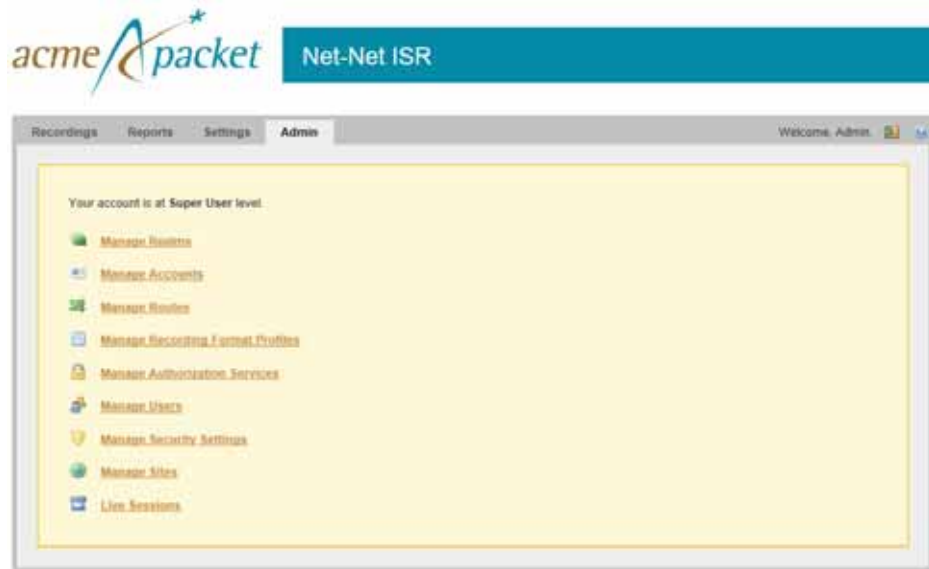 acme packet
Net-Net ISR
Recordings Reports Settings Admin Welcome, Admin.
Your account is at Super User level
Manage Realms
Manage Accounts
Manage Routes
Manage Recording Format Profiles
Manage Authorization Services
Manage Users
Manage Security Settings
Manage Sites
Live Sessions